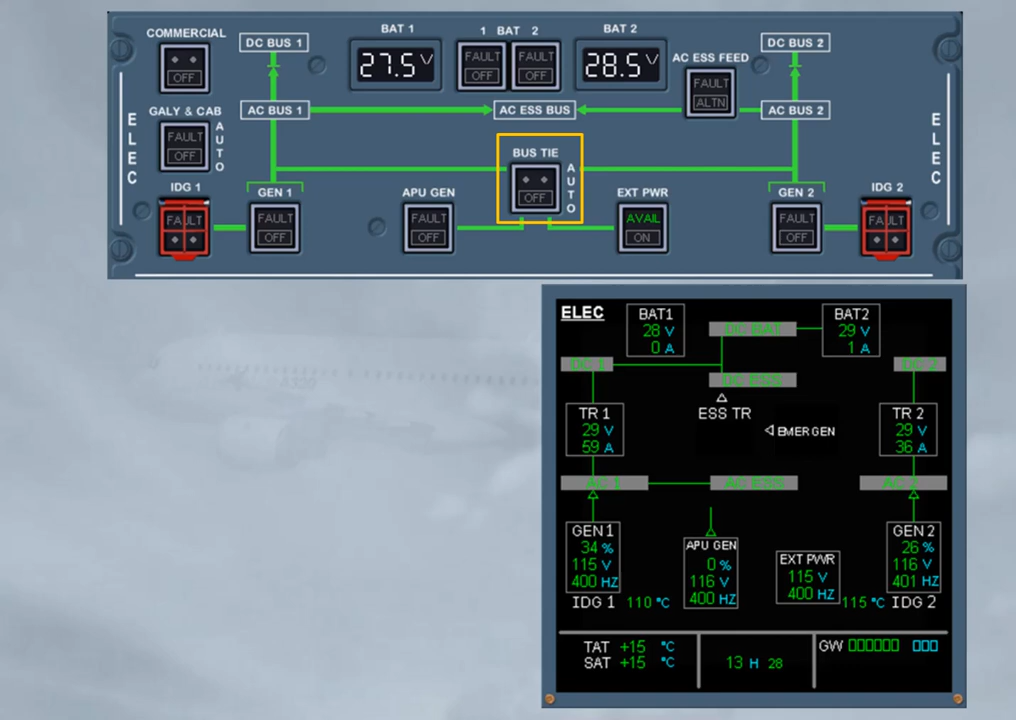 COMMERCIAL
OFF
DC BUS 1
BAT 1
27.5 V
1 BAT 2
FAULT FAULT
OFF OFF
BAT 2
28.5 V
AC ESS FEED
FAULT
ALTN
DC BUS 2
ELEC
GALY & CAB
FAULT
OFF
AUTO
AC BUS 1
AC ESS BUS
AC BUS 2
ELEC
BUS TIE
OFF
AUTO
IDG 1
FAULT
GEN 1
FAULT
OFF
APU GEN
FAULT
OFF
EXT PWR
AVAIL
ON
GEN 2
FAULT
OFF
IDG 2
FAULT
ELEC
BAT1
28 V
0 A
DC BAT
BAT2
29 V
1 A
DC 1
DC 2
DC ESS
ESS TR
EMER GEN
TR 1
29 V
59 A
TR 2
29 V
36 A
AC 1
AC ESS
AC 2
GEN 1
34 %
115 V
400 HZ
IDG 1 110 °C
APU GEN
0 %
116 V
400 HZ
EXT PWR
115 V
400 HZ
GEN 2
26 %
116 V
401 HZ
115 °C IDG 2
TAT +15 °C
SAT +15 °C
13 H 28
GW